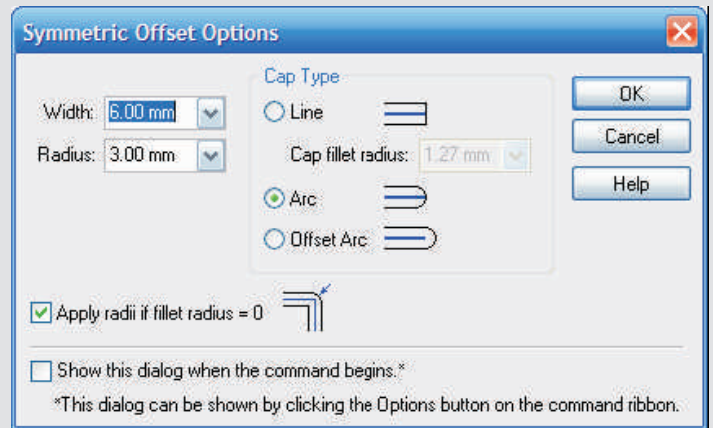 Symmetric Offset Options
Width: 6.00 mm
Radius: 3.00 mm
Cap Type
Line
Cap fillet radius: 1.27 mm
Arc
Offset Arc
OK
Cancel
Help
Apply radii if fillet radius = 0
Show this dialog when the command begins.*
*This dialog can be shown by clicking the Options button on the command ribbon.